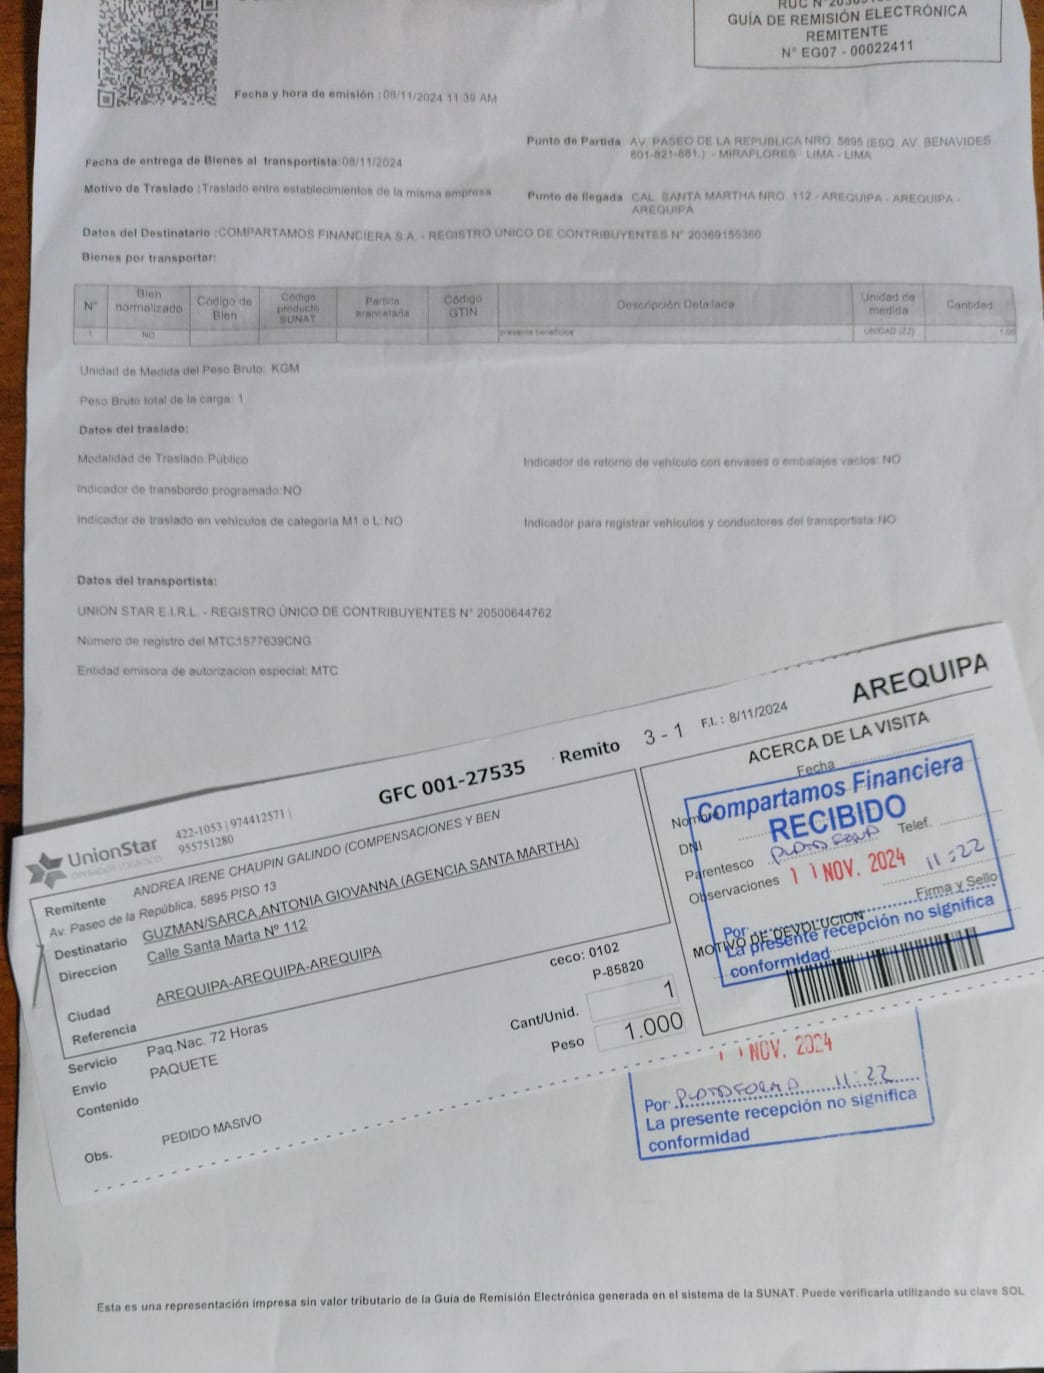 GUÍA DE REMISIÓN ELECTRÓNICA
REMITENTE
N° EG07 - 00022411
Fecha y hora de emisión :08/11/2024 11:39 AM
Fecha de entrega de Bienes al transportista:08/11/2024
Punto de Partida AV. PASEO DE LA REPUBLICA NRO. 5895 (ESQ. AV. BENAVIDES
801-821-881.) - MIRAFLORES - LIMA - LIMA
Motivo de Traslado :Traslado entre establecimientos de la misma empresa
Punto de llegada CAL. SANTA MARTHA NRO. 112 - AREQUIPA - AREQUIPA -
AREQUIPA
Datos del Destinatario :COMPARTAMOS FINANCIERA S.A. - REGISTRO ÚNICO DE CONTRIBUYENTES N° 20369155360
Bienes por transportar:
N° Bien normalizado Código de Bien Código producto SUNAT Partida arancelaria Código GTIN Descripción Detallada Unidad de medida Cantidad
1 NO presente beneficios UNIDAD (ZZ) 1.00
Unidad de Medida del Peso Bruto: KGM
Peso Bruto total de la carga: 1
Datos del traslado:
Modalidad de Traslado:Público
Indicador de retorno de vehículo con envases o embalajes vacíos: NO
Indicador de transbordo programado:NO
Indicador de traslado en vehículos de categoría M1 o L:NO
Indicador para registrar vehículos y conductores del transportista:NO
Datos del transportista:
UNION STAR E.I.R.L. - REGISTRO ÚNICO DE CONTRIBUYENTES N° 20500644762
Número de registro del MTC:1577639CNG
Entidad emisora de autorizacion especial: MTC
UnionStar
422-1053 | 974412571 |
955751280
GFC 001-27535
Remito 3 - 1 F.I. : 8/11/2024
AREQUIPA
Remitente ANDREA IRENE CHAUPIN GALINDO (COMPENSACIONES Y BEN
Av. Paseo de la República, 5895 PISO 13
Destinatario GUZMAN/SARCA,ANTONIA GIOVANNA (AGENCIA SANTA MARTHA)
Direccion Calle Santa Marta Nº 112
Ciudad AREQUIPA-AREQUIPA-AREQUIPA
Referencia
Servicio Paq.Nac. 72 Horas
Envio PAQUETE
Contenido
Obs. PEDIDO MASIVO
ceco: 0102
P-85820
Cant/Unid. 1
Peso 1.000
ACERCA DE LA VISITA
Fecha
Nombre
DNI
Parentesco
Telef.
Observaciones
Firma y Sello
MOTIVO DE DEVOLUCION
Compartamos Financiera
RECIBIDO
11 NOV. 2024 11:22
Por:
La presente recepción no significa
conformidad
NOV. 2024
Por: PLATAFORMA 11:22
La presente recepción no significa
conformidad
Esta es una representación impresa sin valor tributario de la Guia de Remisión Electrónica generada en el sistema de la SUNAT. Puede verificarla utilizando su clave SOL